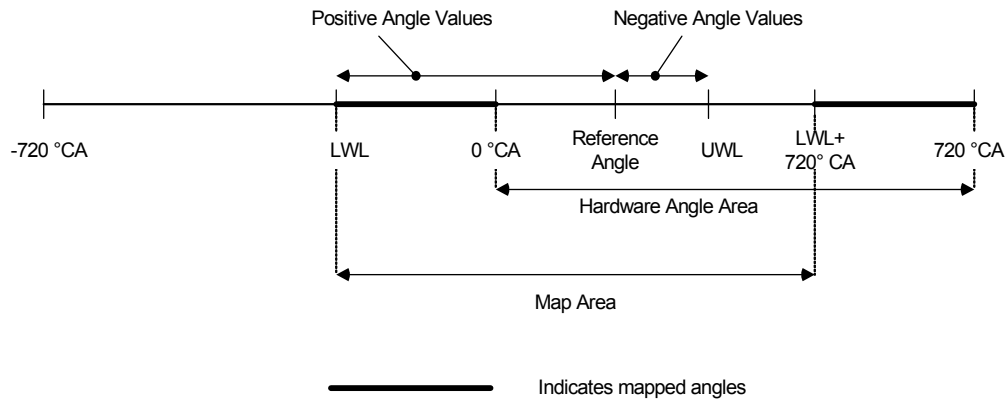 Positive Angle Values
Negative Angle Values
-720 °CA
LWL
0 °CA
Reference
Angle
UWL
LWL+
720° CA
720 °CA
Hardware Angle Area
Map Area
Indicates mapped angles